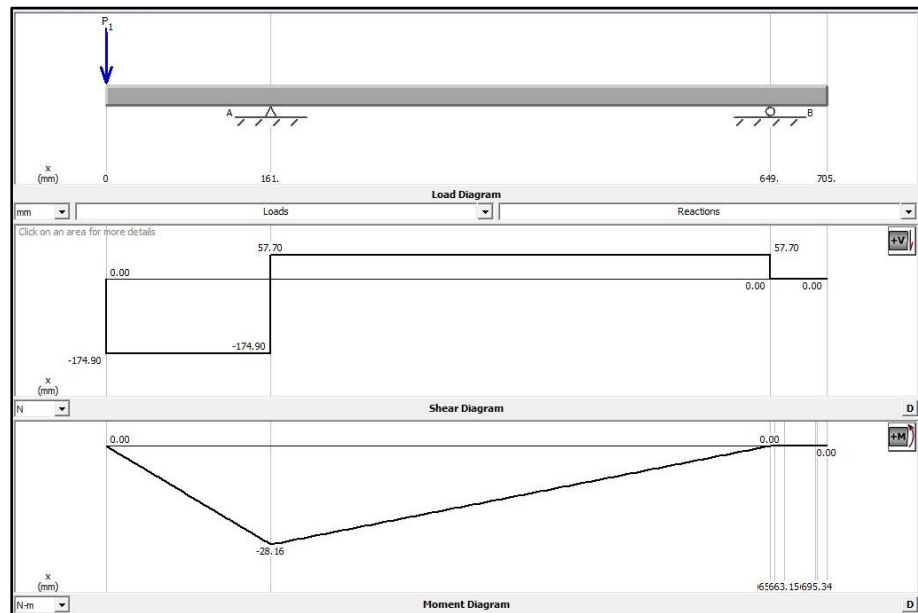 P1
A B
x
(mm) 0 161. 649. 705.
Load Diagram
mm Loads Reactions
Click on an area for more details
+V
57.70 57.70
0.00 0.00 0.00
-174.90 -174.90
x
(mm)
N Shear Diagram D
+M
0.00 0.00 0.00
-28.16
x
(mm) 663.15 695.34
N-m Moment Diagram D